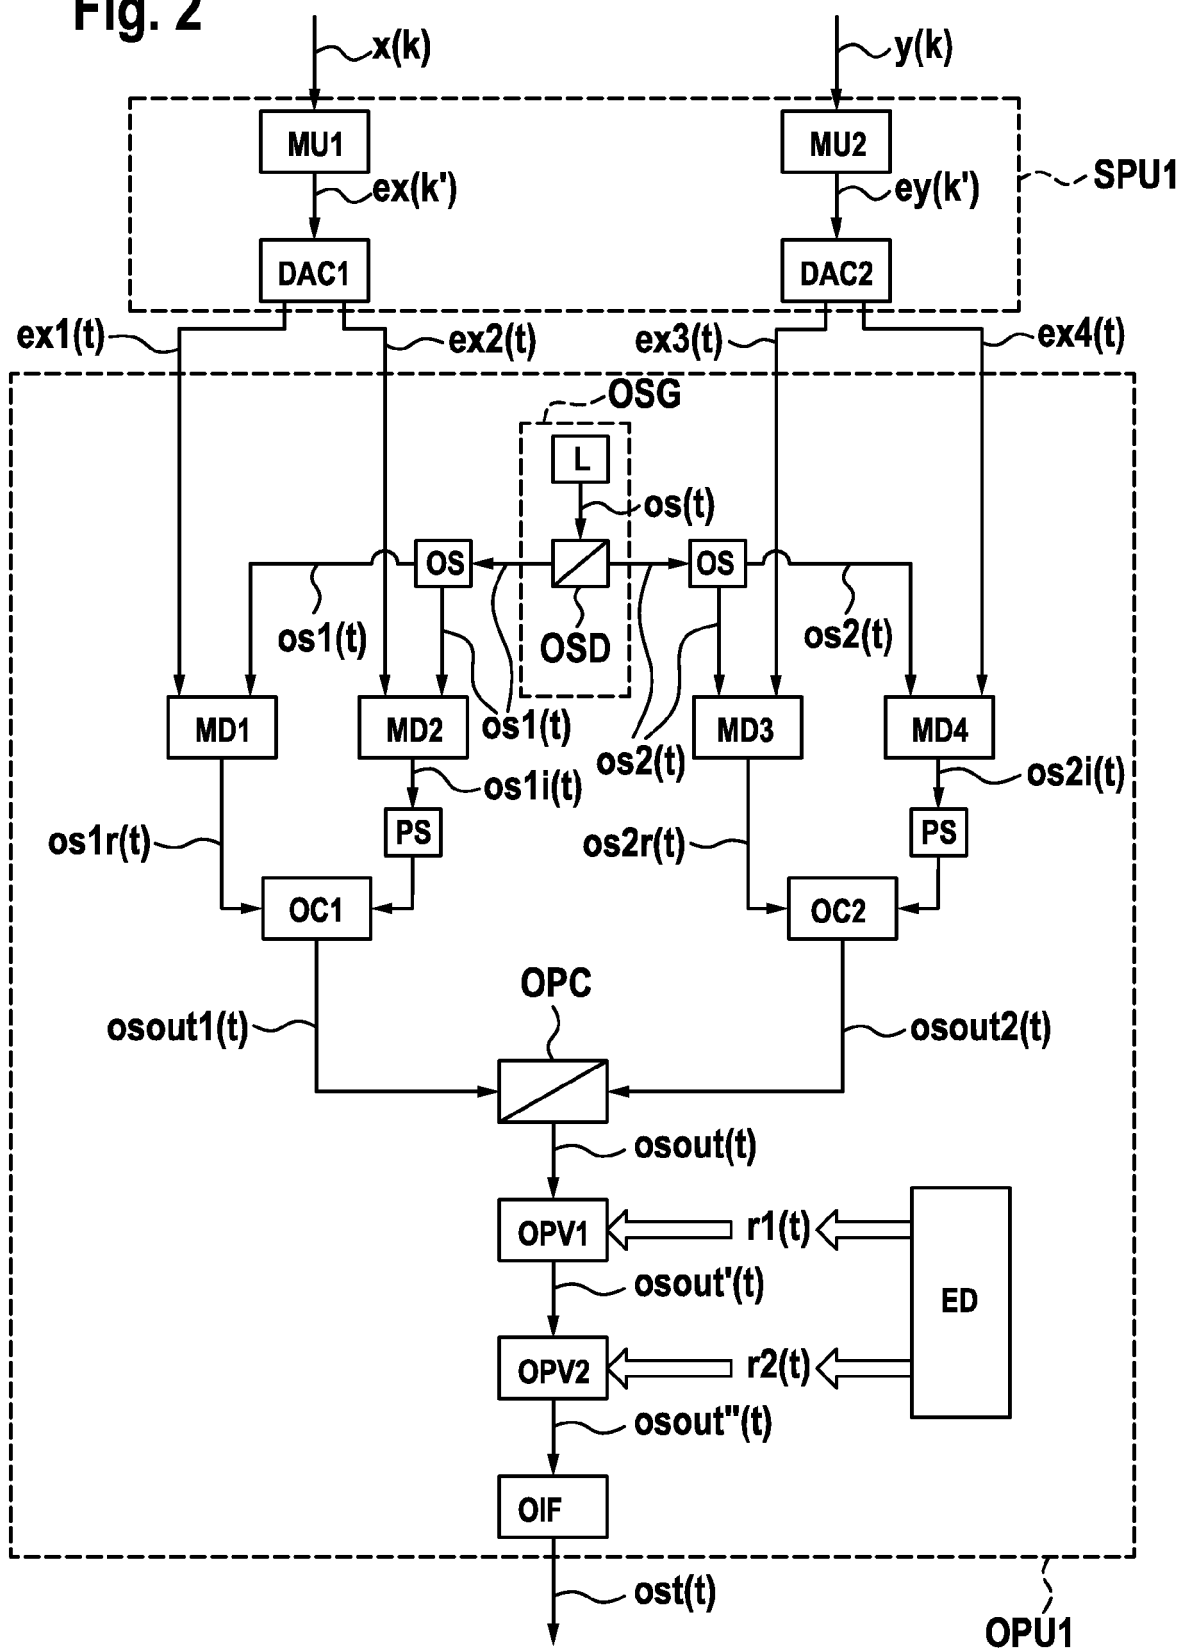 Fig. 2
x(k) y(k)
MU1 MU2
SPU1
ex(k') ey(k')
DAC1 DAC2
ex1(t) ex2(t) ex3(t) ex4(t)
OSG
L
os(t)
OS OS
os1(t) OSD os2(t)
MD1 MD2 os1(t) MD3 MD4
os2(t)
os1i(t) os2i(t)
PS PS
os1r(t) os2r(t)
OC1 OC2
OPC
osout1(t) osout2(t)
osout(t)
OPV1 r1(t)
osout'(t) ED
OPV2 r2(t)
osout"(t)
OIF
ost(t)
OPU1